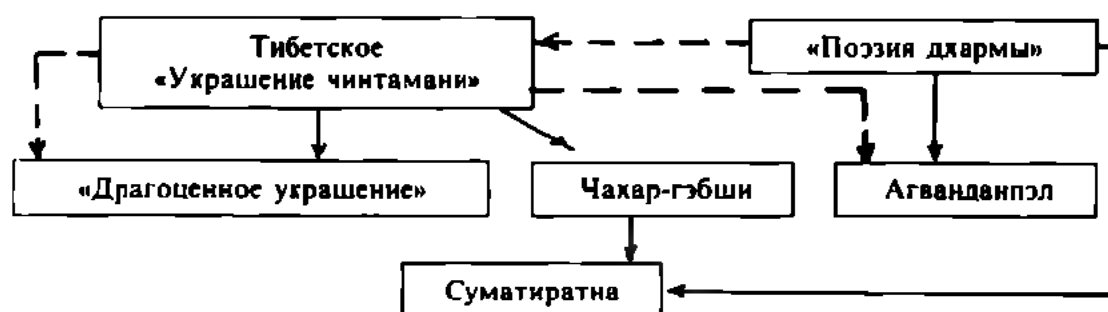 Тибетское
«Украшение чинтамани»
«Поэзия дхармы»
«Драгоценное украшение»
Чахар-гэбши
Агванданпэл
Суматиратна